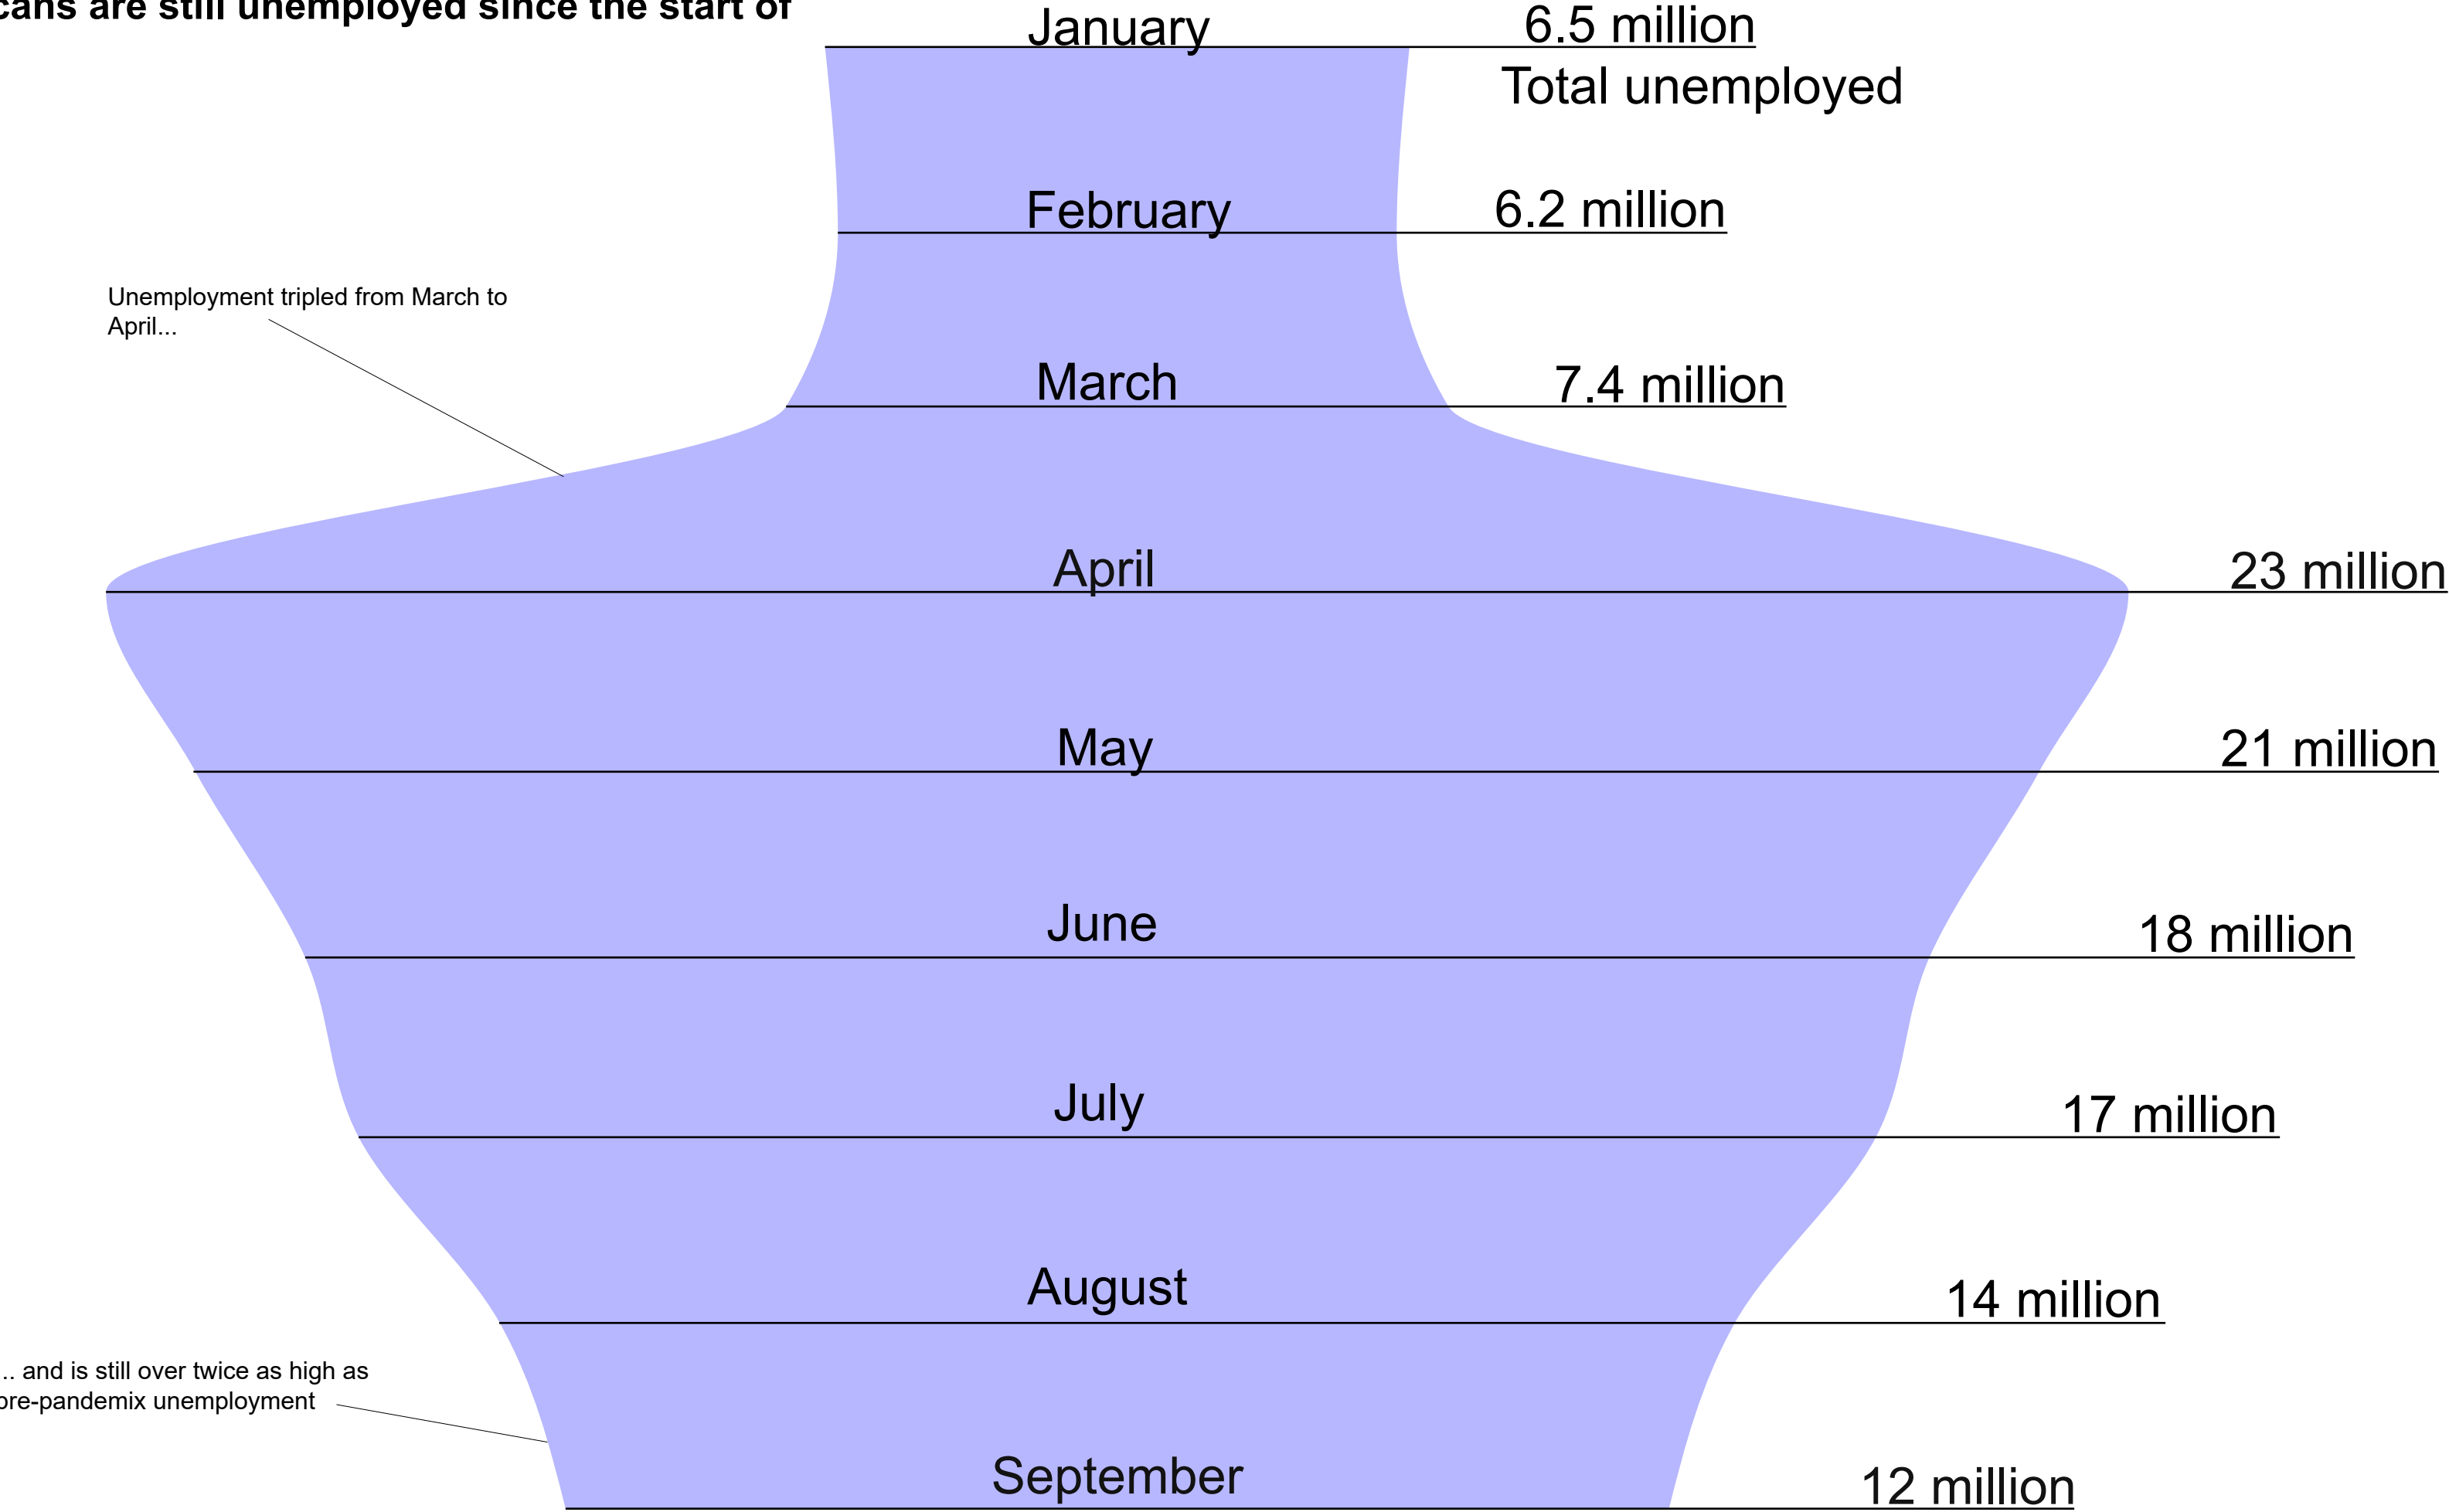 cans are still unemployed since the start of
January 6.5 million
Total unemployed
February 6.2 million
Unemployment tripled from March to
April...
March 7.4 million
April 23 million
May 21 million
June 18 million
July 17 million
August 14 million
... and is still over twice as high as
pre-pandemix unemployment
September 12 million